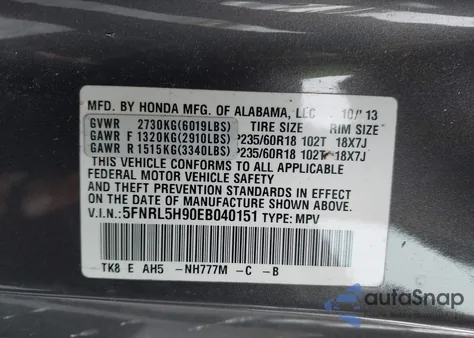 MFD. BY HONDA MFG. OF ALABAMA, LLC 10/13
GVWR 2730KG(6019LBS) TIRE SIZE RIM SIZE
GAWR F 1320KG(2910LBS) P235/60R18 102T 18X7J
GAWR R 1515KG(3340LBS) P235/60R18 102T 18X7J
THIS VEHICLE CONFORMS TO ALL APPLICABLE
FEDERAL MOTOR VEHICLE SAFETY
AND THEFT PREVENTION STANDARDS IN EFFECT
ON THE DATE OF MANUFACTURE SHOWN ABOVE.
V.I.N.: 5FNRL5H90EB040151 TYPE: MPV
TK8 E AH5 -NH777M -C -B
autoSnap